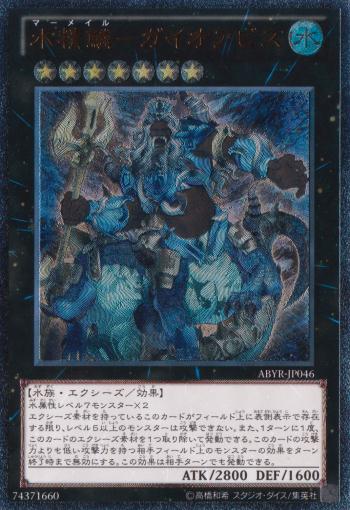 マーメイル
水精鱗－ガイオアビス
水
ABYR-JP046
【水族・エクシーズ／効果】
水属性レベル7モンスター×2
エクシーズ素材を持っているこのカードがフィールド上に表側表示で存在
する限り、レベル5以上のモンスターは攻撃できない。また、1ターンに1度、
このカードのエクシーズ素材を1つ取り除いて発動できる。このカードの攻撃
力よりも低い攻撃力を持つ相手フィールド上のモンスターの効果をターン
終了時まで無効にする。この効果は相手ターンでも発動できる。
ATK/2800 DEF/1600
74371660
©高橋和希 スタジオ・ダイス/集英社